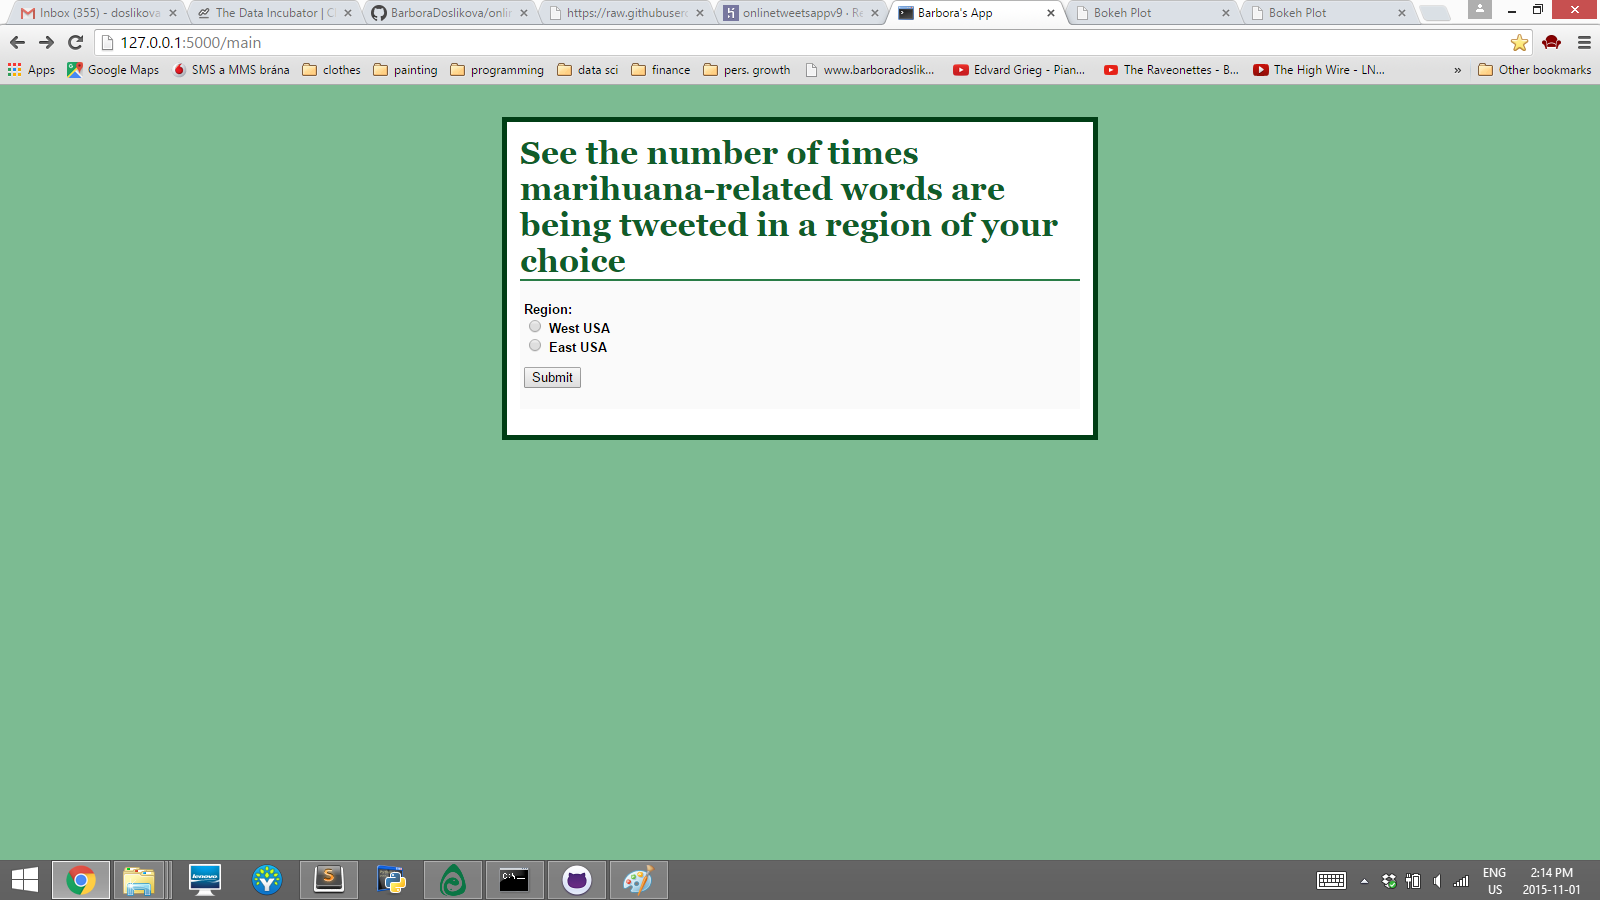 Inbox (355) - doslikova
The Data Incubator | C
BarboraDoslikova/onlin
https://raw.githubuserc
onlinetweetsappv9 · Re
Barbora's App
Bokeh Plot
Bokeh Plot
127.0.0.1:5000/main
Apps
Google Maps
SMS a MMS brána
clothes
painting
programming
data sci
finance
pers. growth
www.barboradoslik...
Edvard Grieg - Pian...
The Raveonettes - B...
The High Wire - LN...
»
Other bookmarks
See the number of times
marihuana-related words are
being tweeted in a region of your
choice
Region:
West USA
East USA
Submit
lenovo
S
C:\._
ENG
US
2:14 PM
2015-11-01